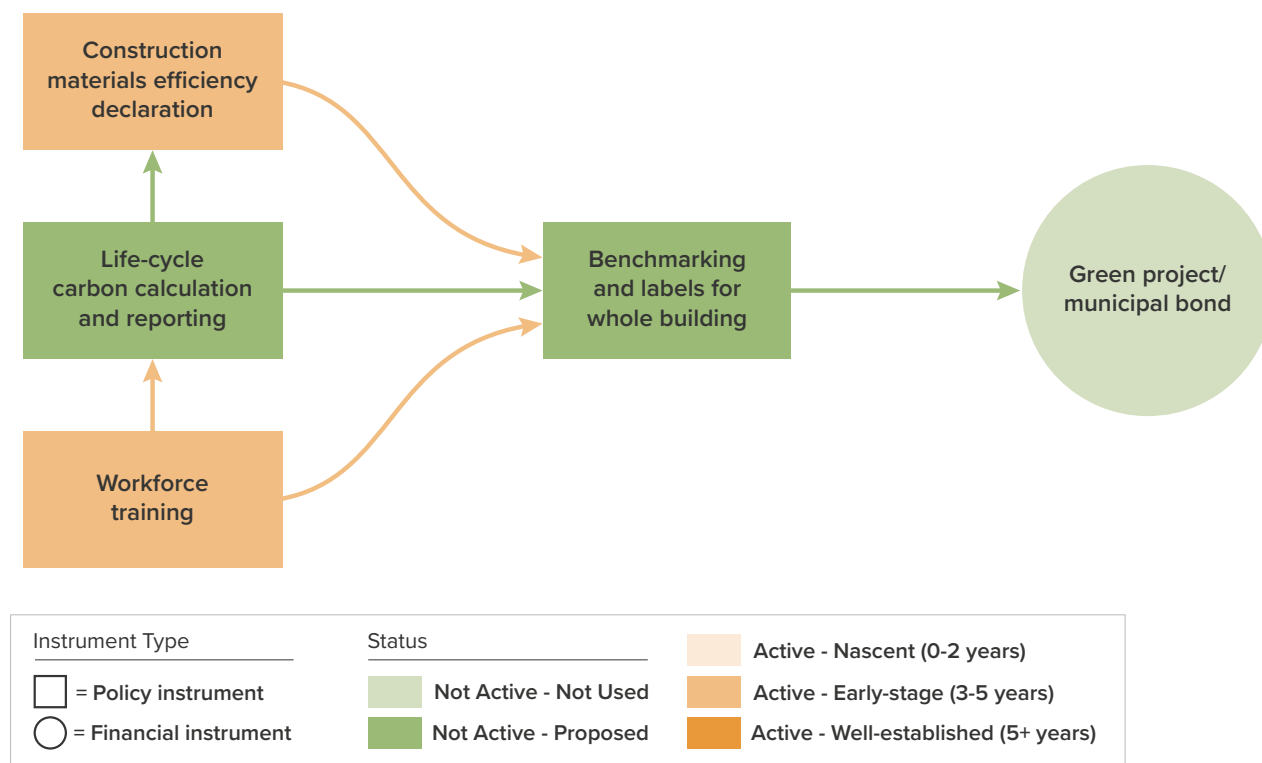 Construction
materials efficiency
declaration
Life-cycle
carbon calculation
and reporting
Benchmarking
and labels for
whole building
Green project/
municipal bond
Workforce
training
Instrument Type
= Policy instrument
= Financial instrument
Status
Not Active - Not Used
Not Active - Proposed
Active - Nascent (0-2 years)
Active - Early-stage (3-5 years)
Active - Well-established (5+ years)